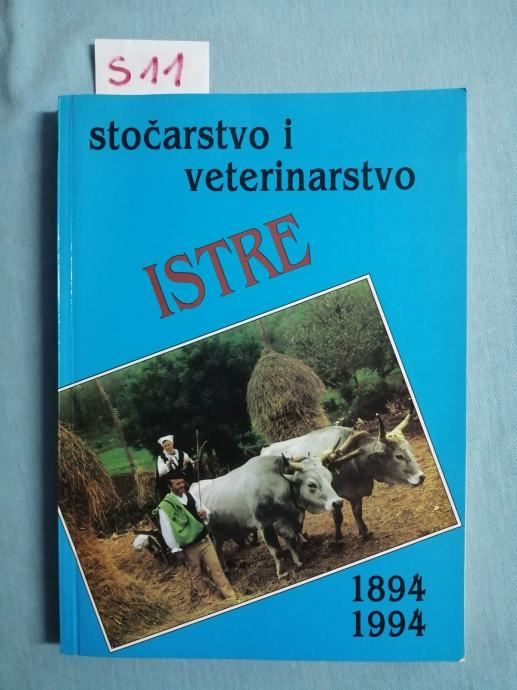 S11
stočarstvo i
veterinarstvo
ISTRE
1894
1994